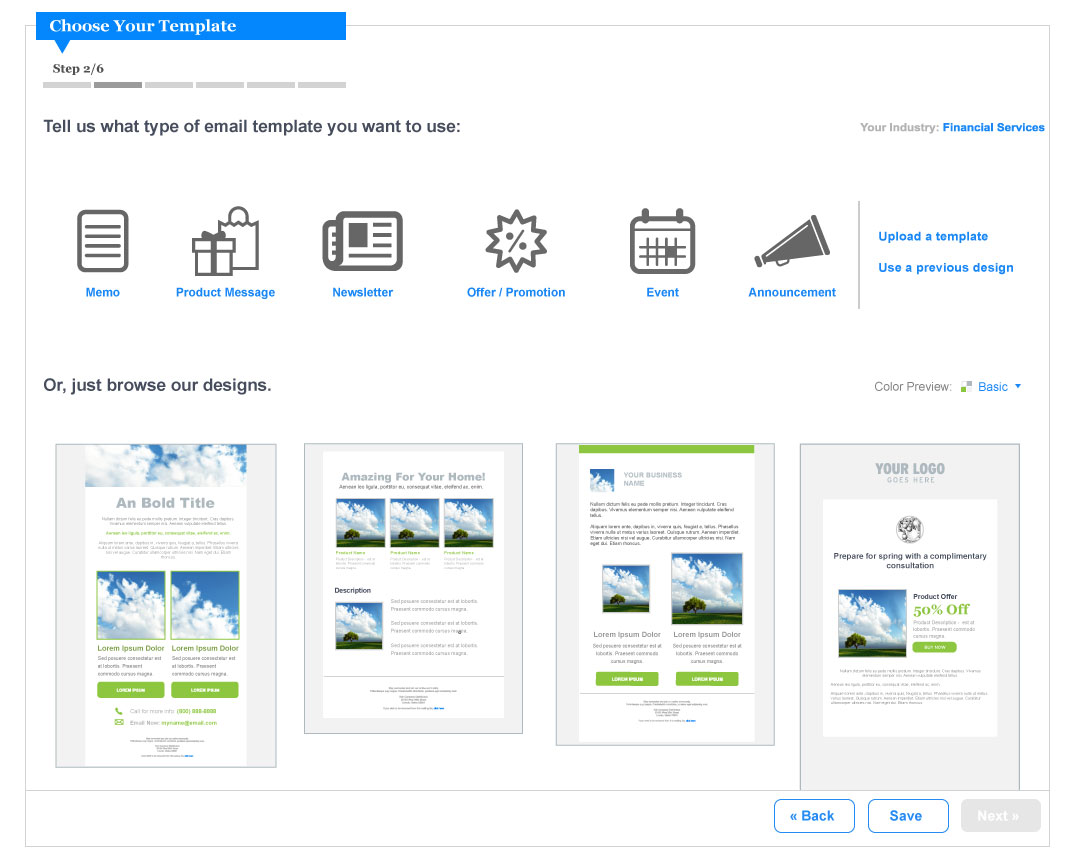 Choose Your Template
Step 2/6
Tell us what type of email template you want to use:
Your Industry: Financial Services
Memo
Product Message
Newsletter
Offer / Promotion
Event
Announcement
Upload a template
Use a previous design
Or, just browse our designs.
Color Preview: Basic
An Bold Title
Lorem Ipsum Dolor
Lorem Ipsum Dolor
Sed posuere consectetur est
at lobortis. Praesent
commodo cursus magna.
Sed posuere consectetur est
at lobortis. Praesent
commodo cursus magna.
LOREM IPSUM
LOREM IPSUM
Call for more info (800) 888-8888
Email Now: myname@email.com
Amazing For Your Home!
Aenean leo ligula, porttitor eu, consequat vitae, eleifend ac, enim.
Product Name
Product Name
Product Name
Description
Sed posuere consectetur est at lobortis.
Praesent commodo cursus magna.
Sed posuere consectetur est at lobortis.
Praesent commodo cursus magna.
Sed posuere consectetur est at lobortis.
Praesent commodo cursus magna.
YOUR BUSINESS
NAME
Lorem Ipsum Dolor
Lorem Ipsum Dolor
Sed posuere consectetur est at
lobortis. Praesent commodo
cursus magna.
Sed posuere consectetur est at
lobortis. Praesent commodo
cursus magna.
LOREM IPSUM
LOREM IPSUM
YOUR LOGO
GOES HERE
Prepare for spring with a complimentary
consultation
Product Offer
50% Off
Product Description - est at
lobortis. Praesent commodo
cursus magna.
BUY NOW
« Back
Save
Next »